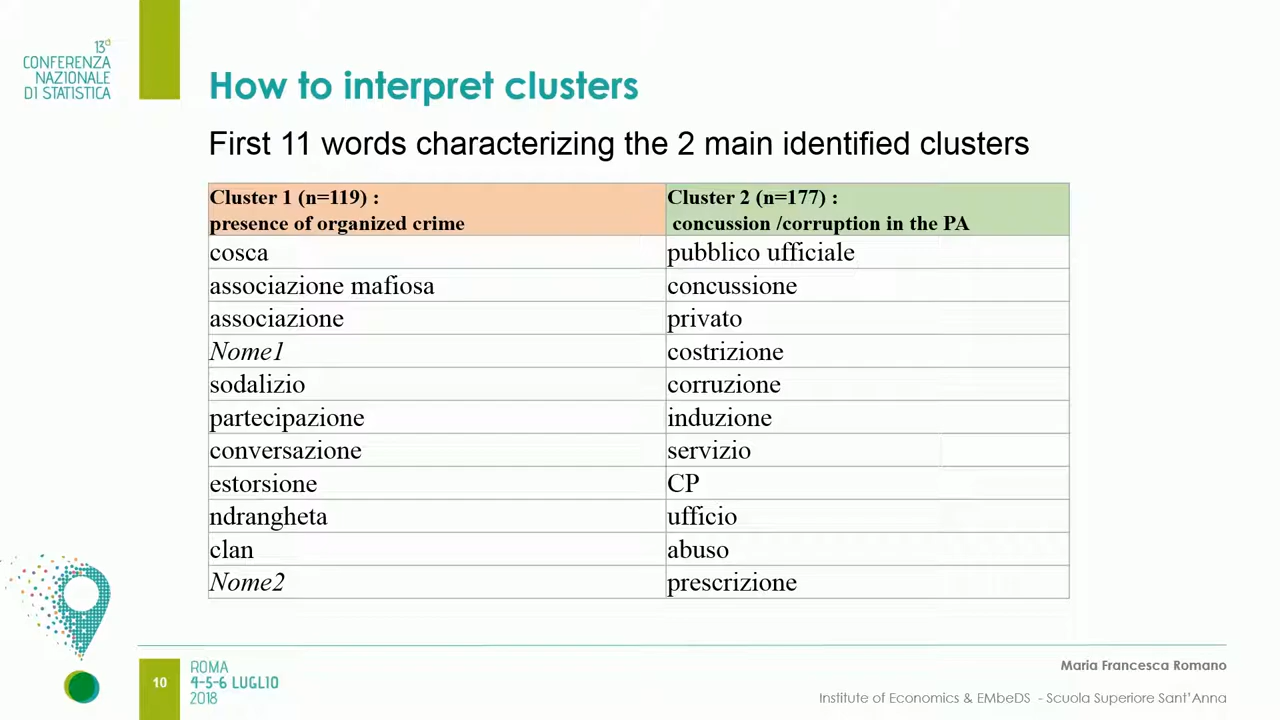 13a
CONFERENZA
NAZIONALE
DI STATISTICA
How to interpret clusters
First 11 words characterizing the 2 main identified clusters
Cluster 1 (n=119) :
presence of organized crime
Cluster 2 (n=177) :
concussion /corruption in the PA
cosca
pubblico ufficiale
associazione mafiosa
concussione
associazione
privato
Nome1
costrizione
sodalizio
corruzione
partecipazione
induzione
conversazione
servizio
estorsione
CP
ndrangheta
ufficio
clan
abuso
Nome2
prescrizione
10
ROMA
4-5-6 LUGLIO
2018
Maria Francesca Romano
Institute of Economics & EMbeDS - Scuola Superiore Sant'Anna